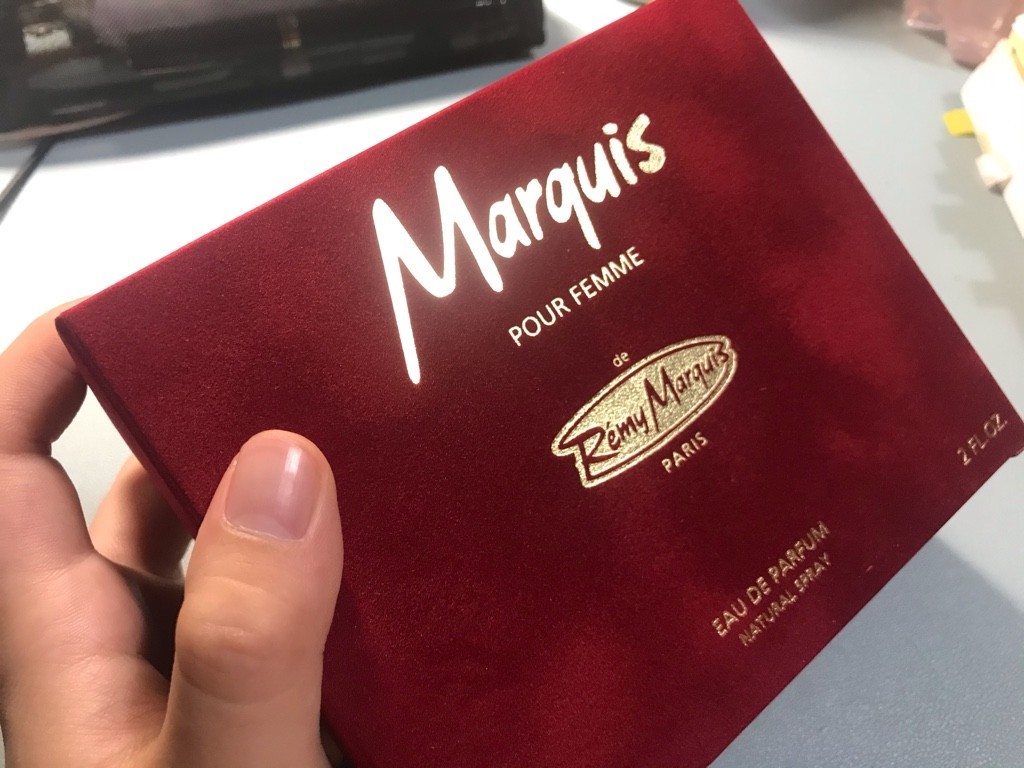 Marquis
POUR FEMME
de
Rémy Marquis
PARIS
2 FL.OZ.
EAU DE PARFUM
NATURAL SPRAY